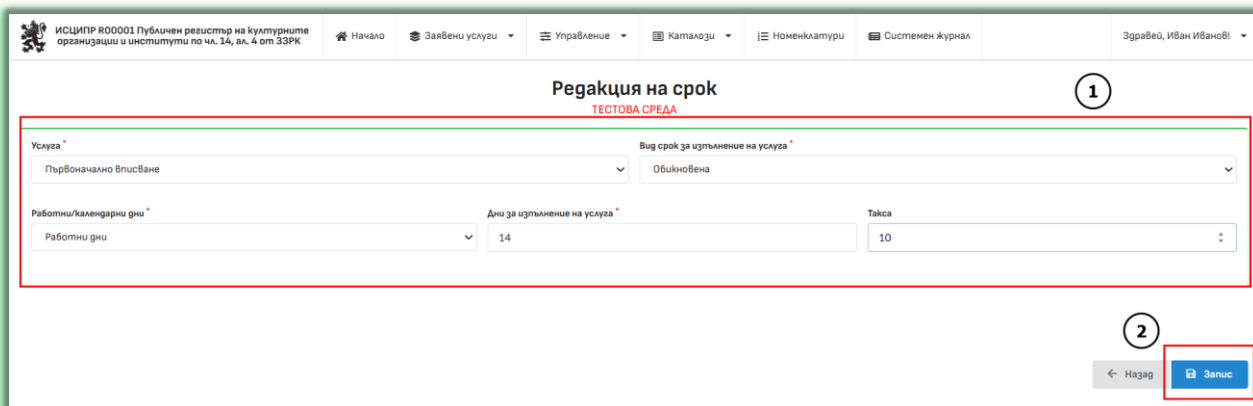 ИСЦИПР R00001 Публичен регистър на културните
организации и институти по чл. 14, ал. 4 от ЗЗРК
Начало
Заявени услуги
Управление
Каталози
Номенклатури
Системен журнал
Здравей, Иван Иванов!
Редакция на срок
1
ТЕСТОВА СРЕДА
Услуга *
Вид срок за изпълнение на услуга *
Първоначално вписване
Обикновена
Работни/календарни дни *
Дни за изпълнение на услуга *
Такса
Работни дни
14
10
2
Назад
Запис